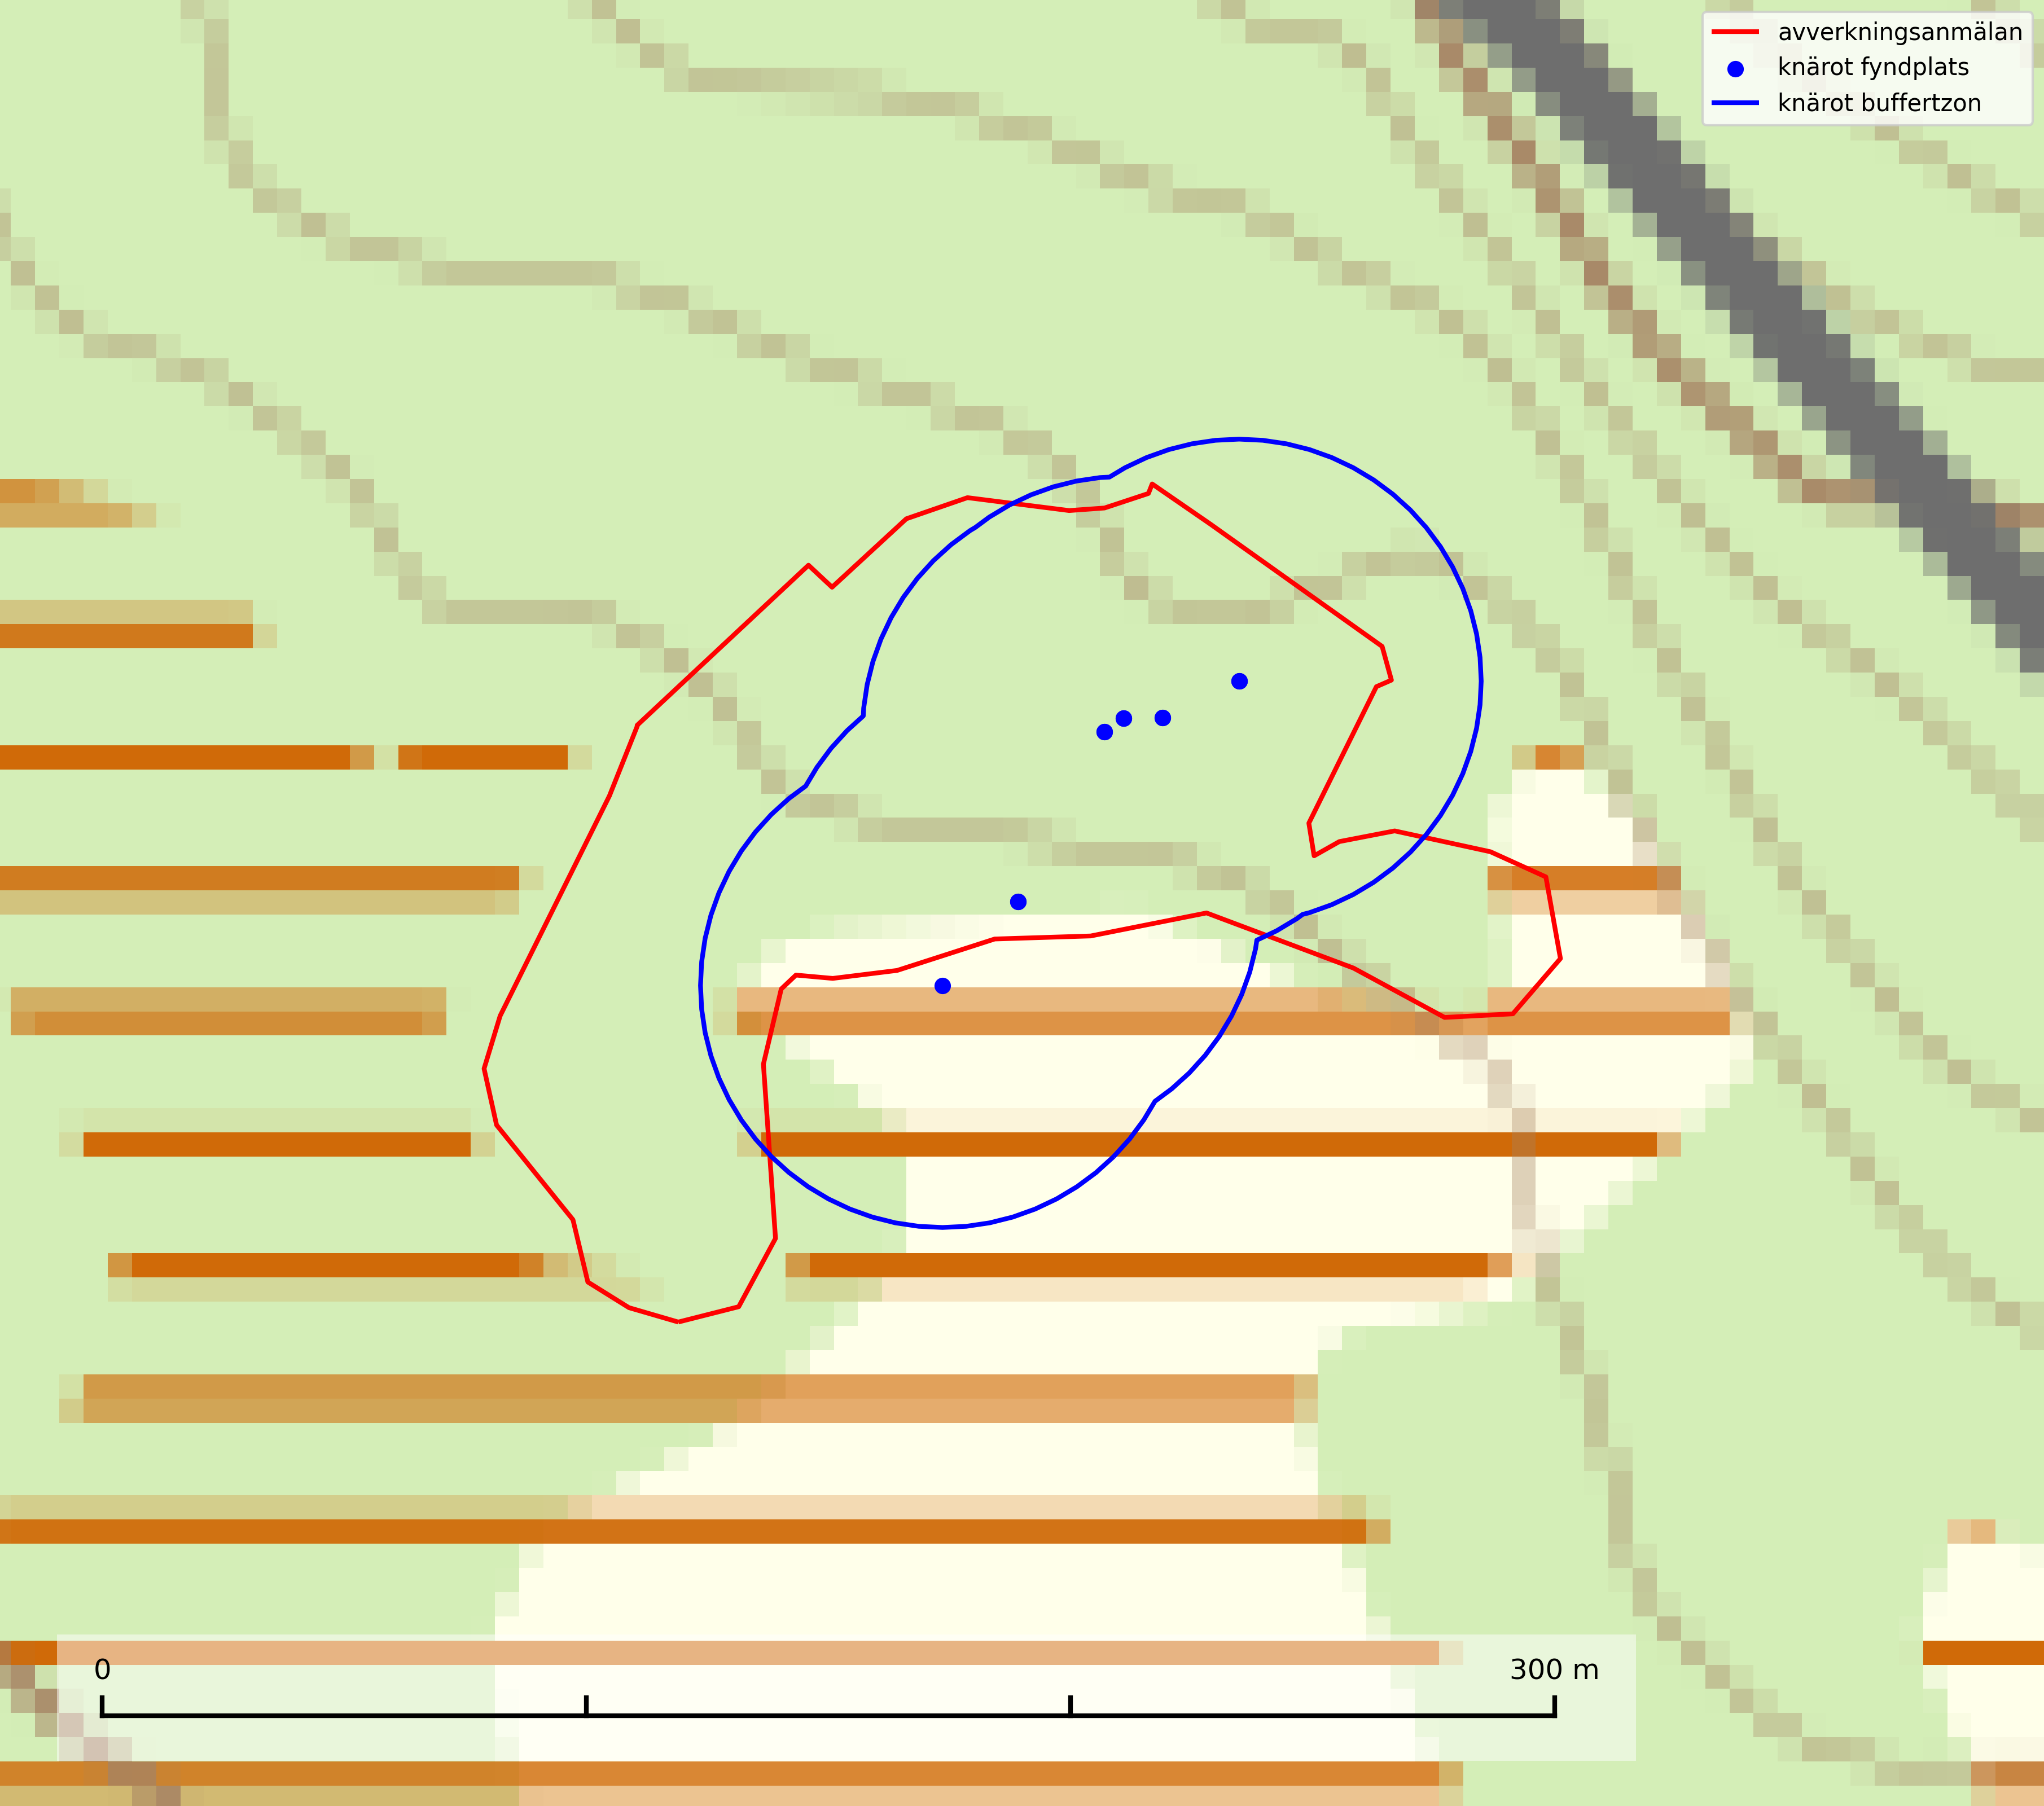 avverkningsanmälan
knärot fyndplats
knärot buffertzon
0 300 m